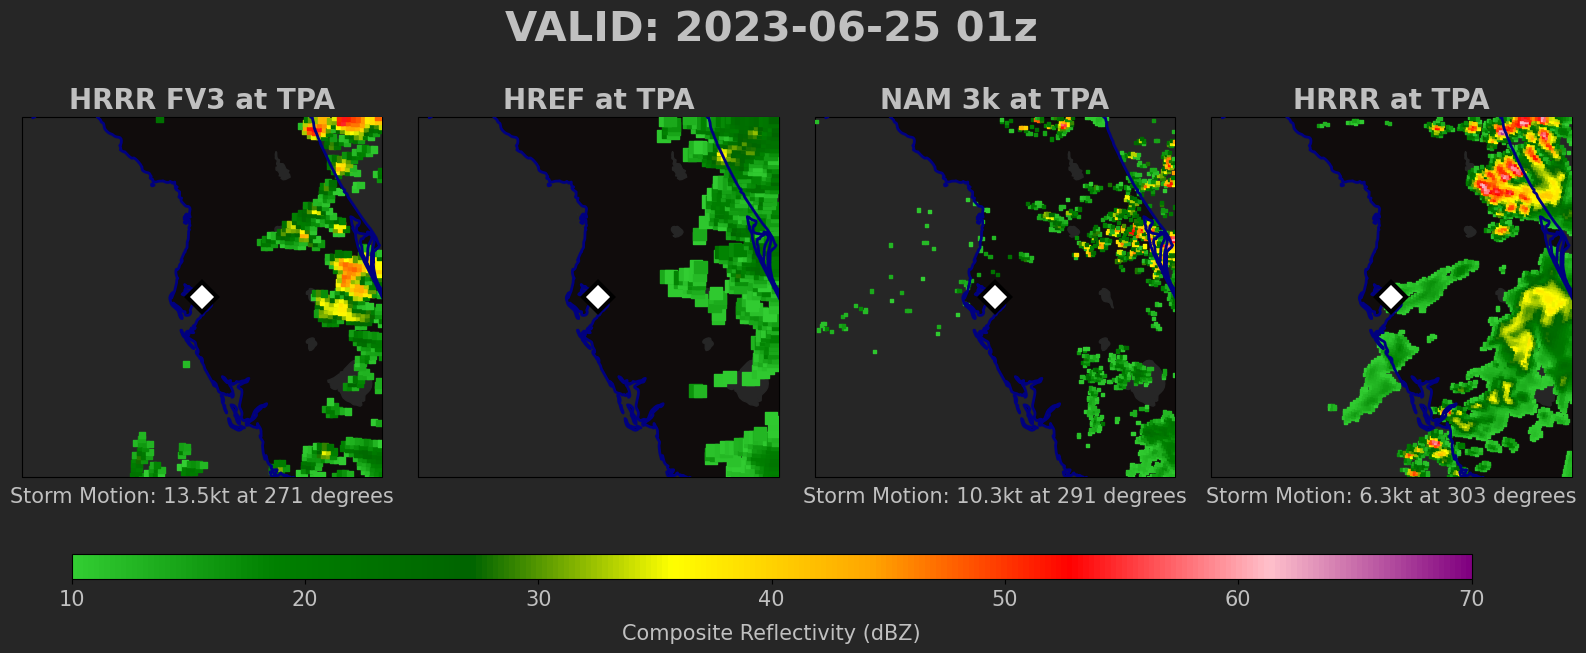 VALID: 2023-06-25 01z
HRRR FV3 at TPA
HREF at TPA
NAM 3k at TPA
HRRR at TPA
Storm Motion: 13.5kt at 271 degrees
Storm Motion: 10.3kt at 291 degrees
Storm Motion: 6.3kt at 303 degrees
10 20 30 40 50 60 70
Composite Reflectivity (dBZ)